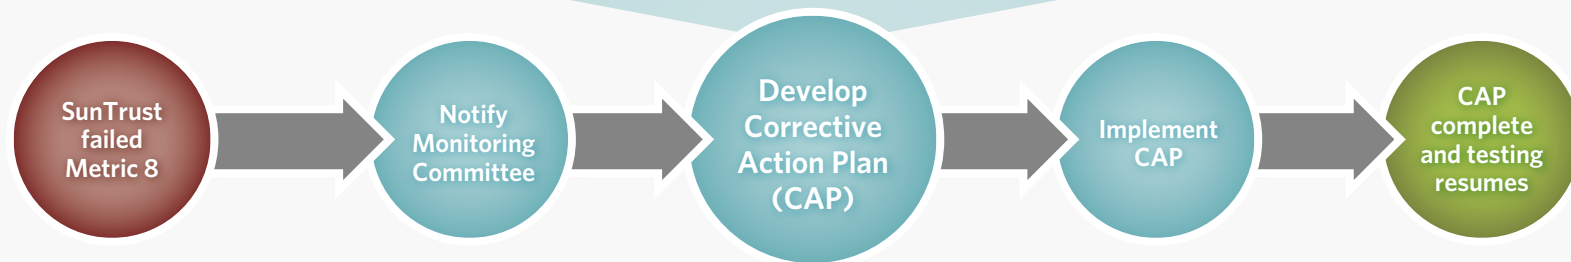 SunTrust
failed
Metric 8
Notify
Monitoring
Committee
Develop
Corrective
Action Plan
(CAP)
Implement
CAP
CAP
complete
and testing
resumes